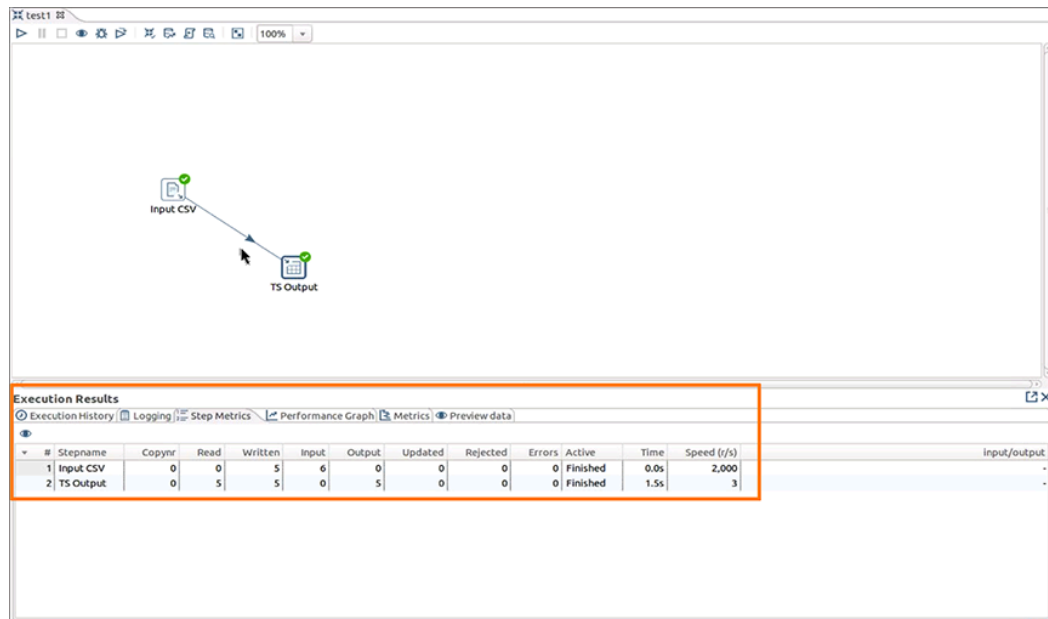 test1
100%
Input CSV
TS Output
Execution Results
Execution History Logging Step Metrics Performance Graph Metrics Preview data
# Stepname Copynr Read Written Input Output Updated Rejected Errors Active Time Speed (r/s) input/output
1 Input CSV 0 0 5 6 0 0 0 0 Finished 0.0s 2,000 -
2 TS Output 0 5 5 0 5 0 0 0 Finished 1.5s 3 -